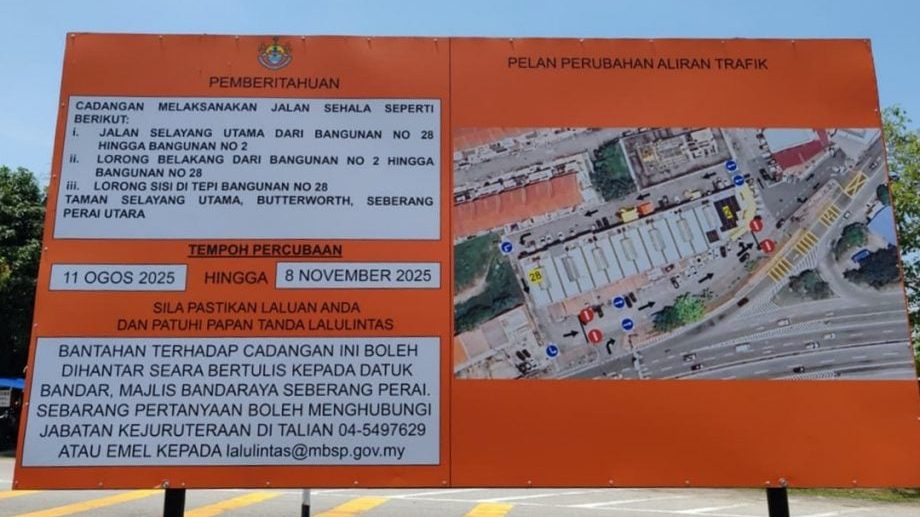 PEMBERITAHUAN
CADANGAN MELAKSANAKAN JALAN SEHALA SEPERTI
BERIKUT:
i. JALAN SELAYANG UTAMA DARI BANGUNAN NO 28
HINGGA BANGUNAN NO 2
ii. LORONG BELAKANG DARI BANGUNAN NO 2 HINGGA
BANGUNAN NO 28
iii. LORONG SISI DI TEPI BANGUNAN NO 28
TAMAN SELAYANG UTAMA, BUTTERWORTH, SEBERANG
PERAI UTARA
TEMPOH PERCUBAAN
11 OGOS 2025 HINGGA 8 NOVEMBER 2025
SILA PASTIKAN LALUAN ANDA
DAN PATUHI PAPAN TANDA LALULINTAS
BANTAHAN TERHADAP CADANGAN INI BOLEH
DIHANTAR SEARA BERTULIS KEPADA DATUK
BANDAR, MAJLIS BANDARAYA SEBERANG PERAI.
SEBARANG PERTANYAAN BOLEH MENGHUBUNGI
JABATAN KEJURUTERAAN DI TALIAN 04-5497629
ATAU EMEL KEPADA lalulintas@mbsp.gov.my
PELAN PERUBAHAN ALIRAN TRAFIK
28